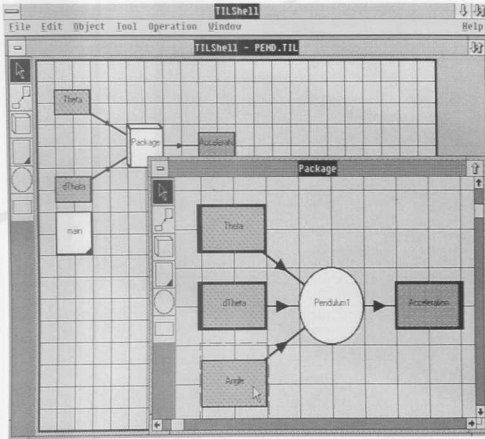 TILShell
File Edit Object Tool Operation Window Help
TILShell - PEND.TIL
Theta
Package
Accelerati
dTheta
main
Package
Theta
dTheta
Pendulum1
Acceleration
Angle